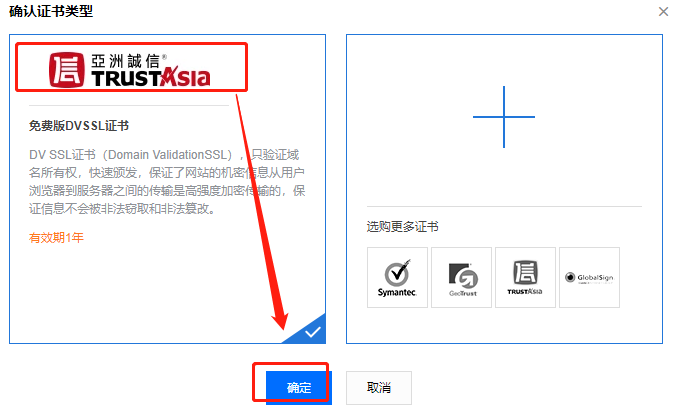 确认证书类型
亞洲誠信®
TRUSTAsia
免费版DVSSL证书
DV SSL证书（Domain ValidationSSL），只验证域
名所有权，快速颁发，保证了网站的机密信息从用户
浏览器到服务器之间的传输是高强度加密传输的，保
证信息不会被非法窃取和非法篡改。
有效期1年
选购更多证书
Symantec.
GeoTrust
TRUSTAsia
GlobalSign
确定
取消